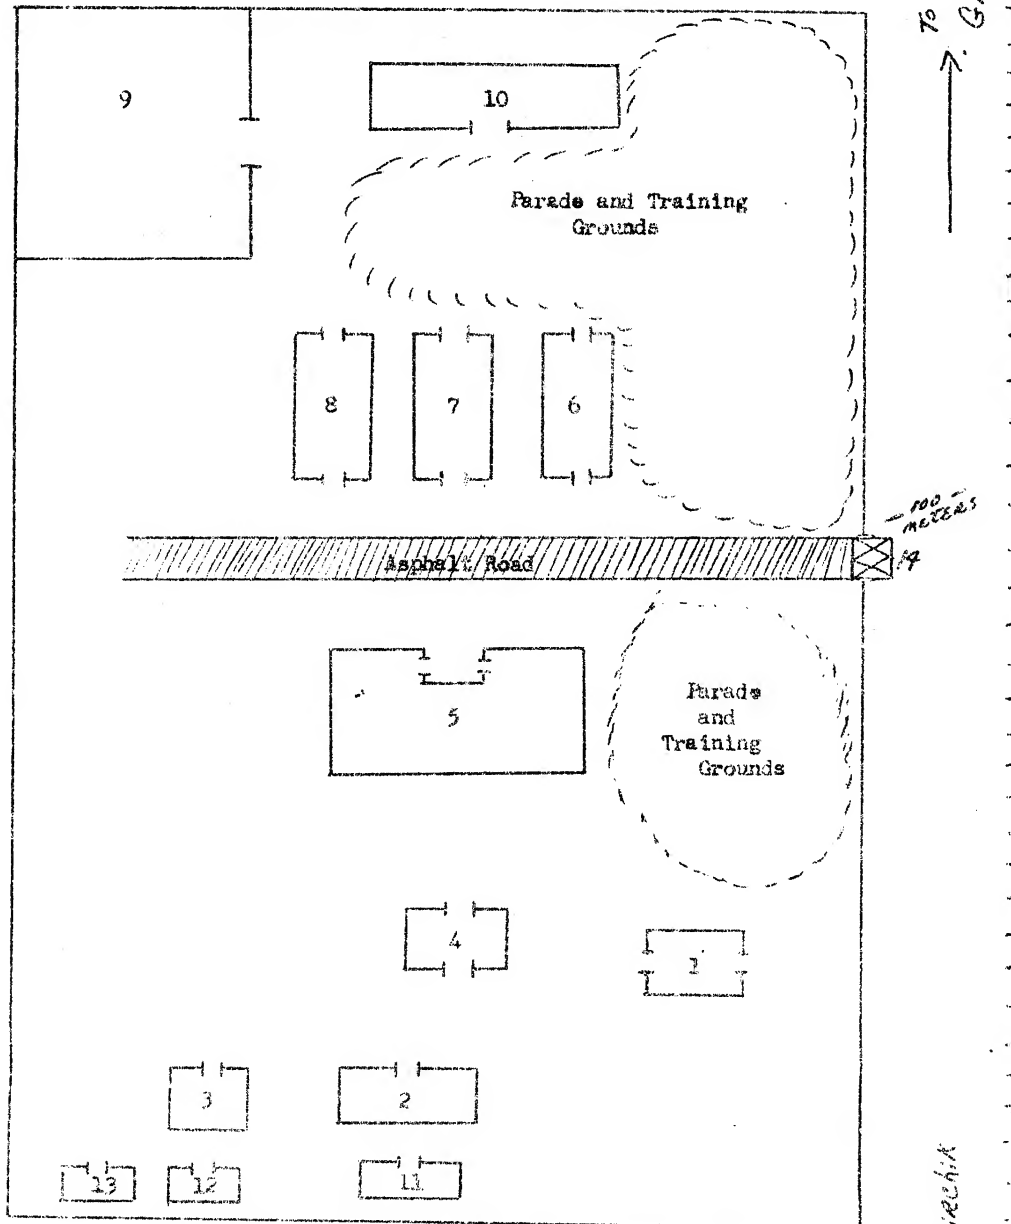 To
9
10
Parade and Training
Grounds
8
7
6
- 100 -
METERS
Asphalt Road
14
5
Parade
and
Training
Grounds
4
1
3
2
13
12
11